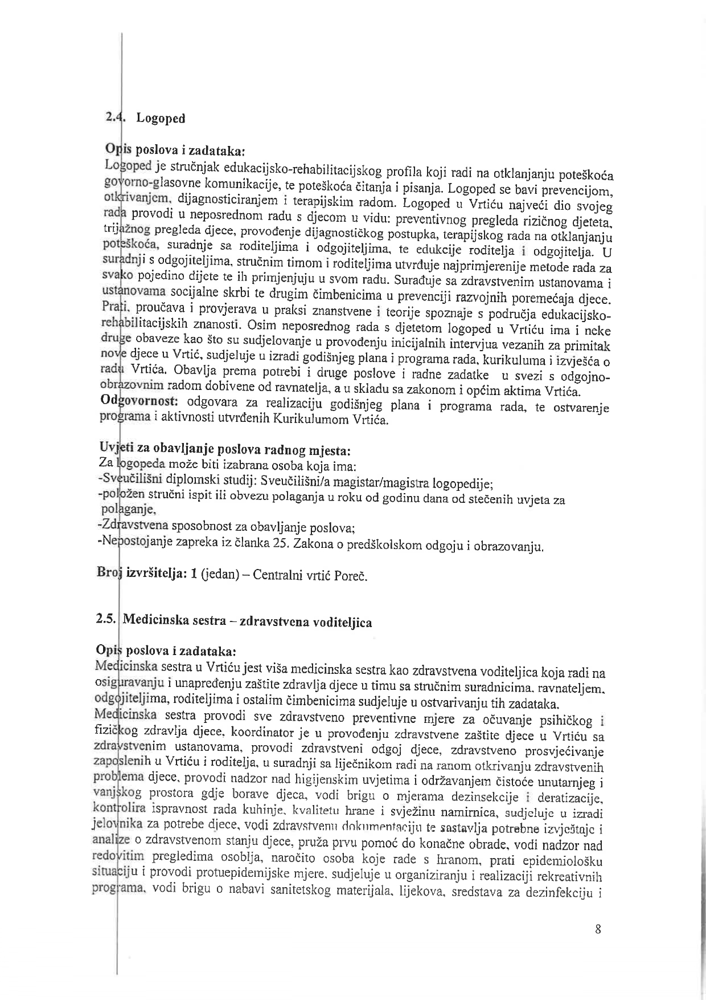 2.4. Logoped
Opis poslova i zadataka:
Logoped je stručnjak edukacijsko-rehabilitacijskog profila koji radi na otklanjanju poteškoća
govorno-glasovne komunikacije, te poteškoća čitanja i pisanja. Logoped se bavi prevencijom,
otkrivanjem, dijagnosticiranjem i terapijskim radom. Logoped u Vrtiću najveći dio svojeg
rada provodi u neposrednom radu s djecom u vidu: preventivnog pregleda rizičnog djeteta,
trijažnog pregleda djece, provođenje dijagnostičkog postupka, terapijskog rada na otklanjanju
poteškoća, suradnje sa roditeljima i odgojiteljima, te edukcije roditelja i odgojitelja. U
suradnji s odgojiteljima, stručnim timom i roditeljima utvrđuje najprimjerenije metode rada za
svako pojedino dijete te ih primjenjuju u svom radu. Surađuje sa zdravstvenim ustanovama i
ustanovama socijalne skrbi te drugim čimbenicima u prevenciji razvojnih poremećaja djece.
Prati, proučava i provjerava u praksi znanstvene i teorije spoznaje s područja edukacijsko-
rehabilitacijskih znanosti. Osim neposrednog rada s djetetom logoped u Vrtiću ima i neke
druge obaveze kao što su sudjelovanje u provođenju inicijalnih intervjua vezanih za primitak
nove djece u Vrtić, sudjeluje u izradi godišnjeg plana i programa rada, kurikuluma i izvješća o
radu Vrtića. Obavlja prema potrebi i druge poslove i radne zadatke u svezi s odgojno-
obrazovnim radom dobivene od ravnatelja, a u skladu sa zakonom i općim aktima Vrtića.
Odgovornost: odgovara za realizaciju godišnjeg plana i programa rada, te ostvarenje
programa i aktivnosti utvrđenih Kurikulumom Vrtića.
Uvjeti za obavljanje poslova radnog mjesta:
Za logopeda može biti izabrana osoba koja ima:
-Sveučilišni diplomski studij: Sveučilišni/a magistar/magistra logopedije;
-položen stručni ispit ili obvezu polaganja u roku od godinu dana od stečenih uvjeta za
polaganje,
-Zdravstvena sposobnost za obavljanje poslova;
-Nepostojanje zapreka iz članka 25. Zakona o predškolskom odgoju i obrazovanju.
Broj izvršitelja: 1 (jedan) – Centralni vrtić Poreč.
2.5. Medicinska sestra – zdravstvena voditeljica
Opis poslova i zadataka:
Medicinska sestra u Vrtiću jest viša medicinska sestra kao zdravstvena voditeljica koja radi na
osiguravanju i unapređenju zaštite zdravlja djece u timu sa stručnim suradnicima, ravnateljem,
odgojiteljima, roditeljima i ostalim čimbenicima sudjeluje u ostvarivanju tih zadataka.
Medicinska sestra provodi sve zdravstveno preventivne mjere za očuvanje psihičkog i
fizičkog zdravlja djece, koordinator je u provođenju zdravstvene zaštite djece u Vrtiću sa
zdravstvenim ustanovama, provodi zdravstveni odgoj djece, zdravstveno prosvjećivanje
zaposlenih u Vrtiću i roditelja, u suradnji sa liječnikom radi na ranom otkrivanju zdravstvenih
problema djece, provodi nadzor nad higijenskim uvjetima i održavanjem čistoće unutarnjeg i
vanjskog prostora gdje borave djeca, vodi brigu o mjerama dezinsekcije i deratizacije,
kontrolira ispravnost rada kuhinje, kvalitetu hrane i svježinu namirnica, sudjeluje u izradi
jelovnika za potrebe djece, vodi zdravstvenu dokumentaciju te sastavlja potrebne izvještaje i
analize o zdravstvenom stanju djece, pruža prvu pomoć do konačne obrade, vodi nadzor nad
redovitim pregledima osoblja, naročito osoba koje rade s hranom, prati epidemiološku
situaciju i provodi protuepidemijske mjere, sudjeluje u organiziranju i realizaciji rekreativnih
programa, vodi brigu o nabavi sanitetskog materijala, lijekova, sredstava za dezinfekciju i
8